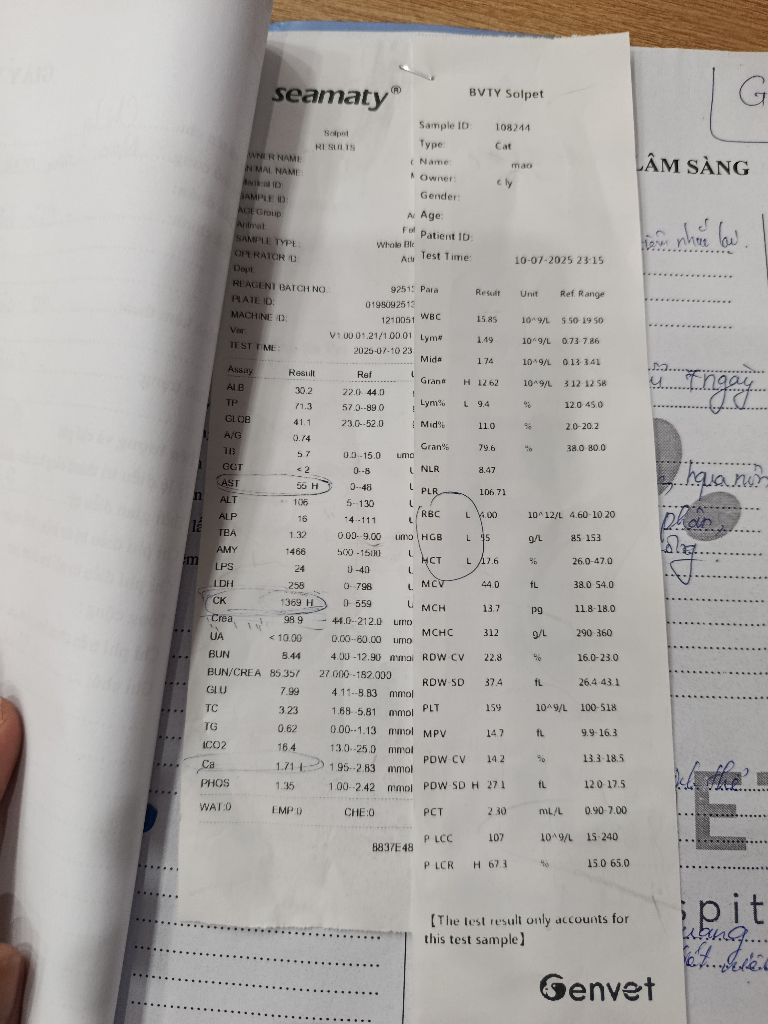 seamaty®
Solpet
RESULTS
OWNER NAME
ANIMAL NAME
SAMPLE ID:
AGEGroup:
Animal:
SAMPLE TYPE: Whole Blo
OPERATOR ID:
Dept:
REAGENT BATCH NO.: 92513
PLATE ID: 0198092513
MACHINE ID: 1210051
Ver: V1.00.01.21/1.00.01
TEST TIME: 2025-07-10 23
Assay Result Ref
ALB 30.2 22.0--44.0
TP 71.3 57.0--89.0
GLOB 41.1 23.0--52.0
A/G 0.74
TB 5.7 0.0--15.0 umo
GGT <2 0--8 U
AST 55 H 0--48 U
ALT 106 5--130 U
ALP 16 14--111 U
TBA 1.32 0.00--9.00 umo
AMY 1466 500--1500 U
LPS 24 0--40 U
LDH 258 0--798 U
CK 1369 H 0--559 U
Crea 98.9 44.0--212.0 umo
UA <10.00 0.00--60.00 umo
BUN 8.44 4.00--12.90 mmol
BUN/CREA 85.357 27.000--182.000
GLU 7.99 4.11--8.83 mmol
TC 3.23 1.68--5.81 mmol
TG 0.62 0.00--1.13 mmol
tCO2 16.4 13.0--25.0 mmol
Ca 1.71 L 1.95--2.83 mmol
PHOS 1.35 1.00--2.42 mmol
WAT:0 EMP:0 CHE:0
8837E48
BVTY Solpet
Sample ID: 108244
Type: Cat
Name: mao
Owner: c ly
Gender:
Age:
Patient ID:
Test Time: 10-07-2025 23:15
Para Result Unit Ref. Range
WBC 15.85 10^9/L 5.50-19.50
Lym# 1.49 10^9/L 0.73-7.86
Mid# 1.74 10^9/L 0.13-3.41
Gran# H 12.62 10^9/L 3.12-12.58
Lym% L 9.4 % 12.0-45.0
Mid% 11.0 % 2.0-20.2
Gran% 79.6 % 38.0-80.0
NLR 8.47
PLR 106.71
RBC L 4.00 10^12/L 4.60-10.20
HGB L 55 g/L 85-153
HCT L 17.6 % 26.0-47.0
MCV 44.0 fL 38.0-54.0
MCH 13.7 pg 11.8-18.0
MCHC 312 g/L 290-360
RDW-CV 22.8 % 16.0-23.0
RDW-SD 37.4 fL 26.4-43.1
PLT 159 10^9/L 100-518
MPV 14.7 fL 9.9-16.3
PDW-CV 14.2 % 13.3-18.5
PDW-SD H 27.1 fL 12.0-17.5
PCT 2.30 mL/L 0.90-7.00
P-LCC 107 10^9/L 15-240
P-LCR H 67.3 % 15.0-65.0
【The test result only accounts for
this test sample】
Genvet
G
LÂM SÀNG
7 ngày
phân,
thể
E
spit